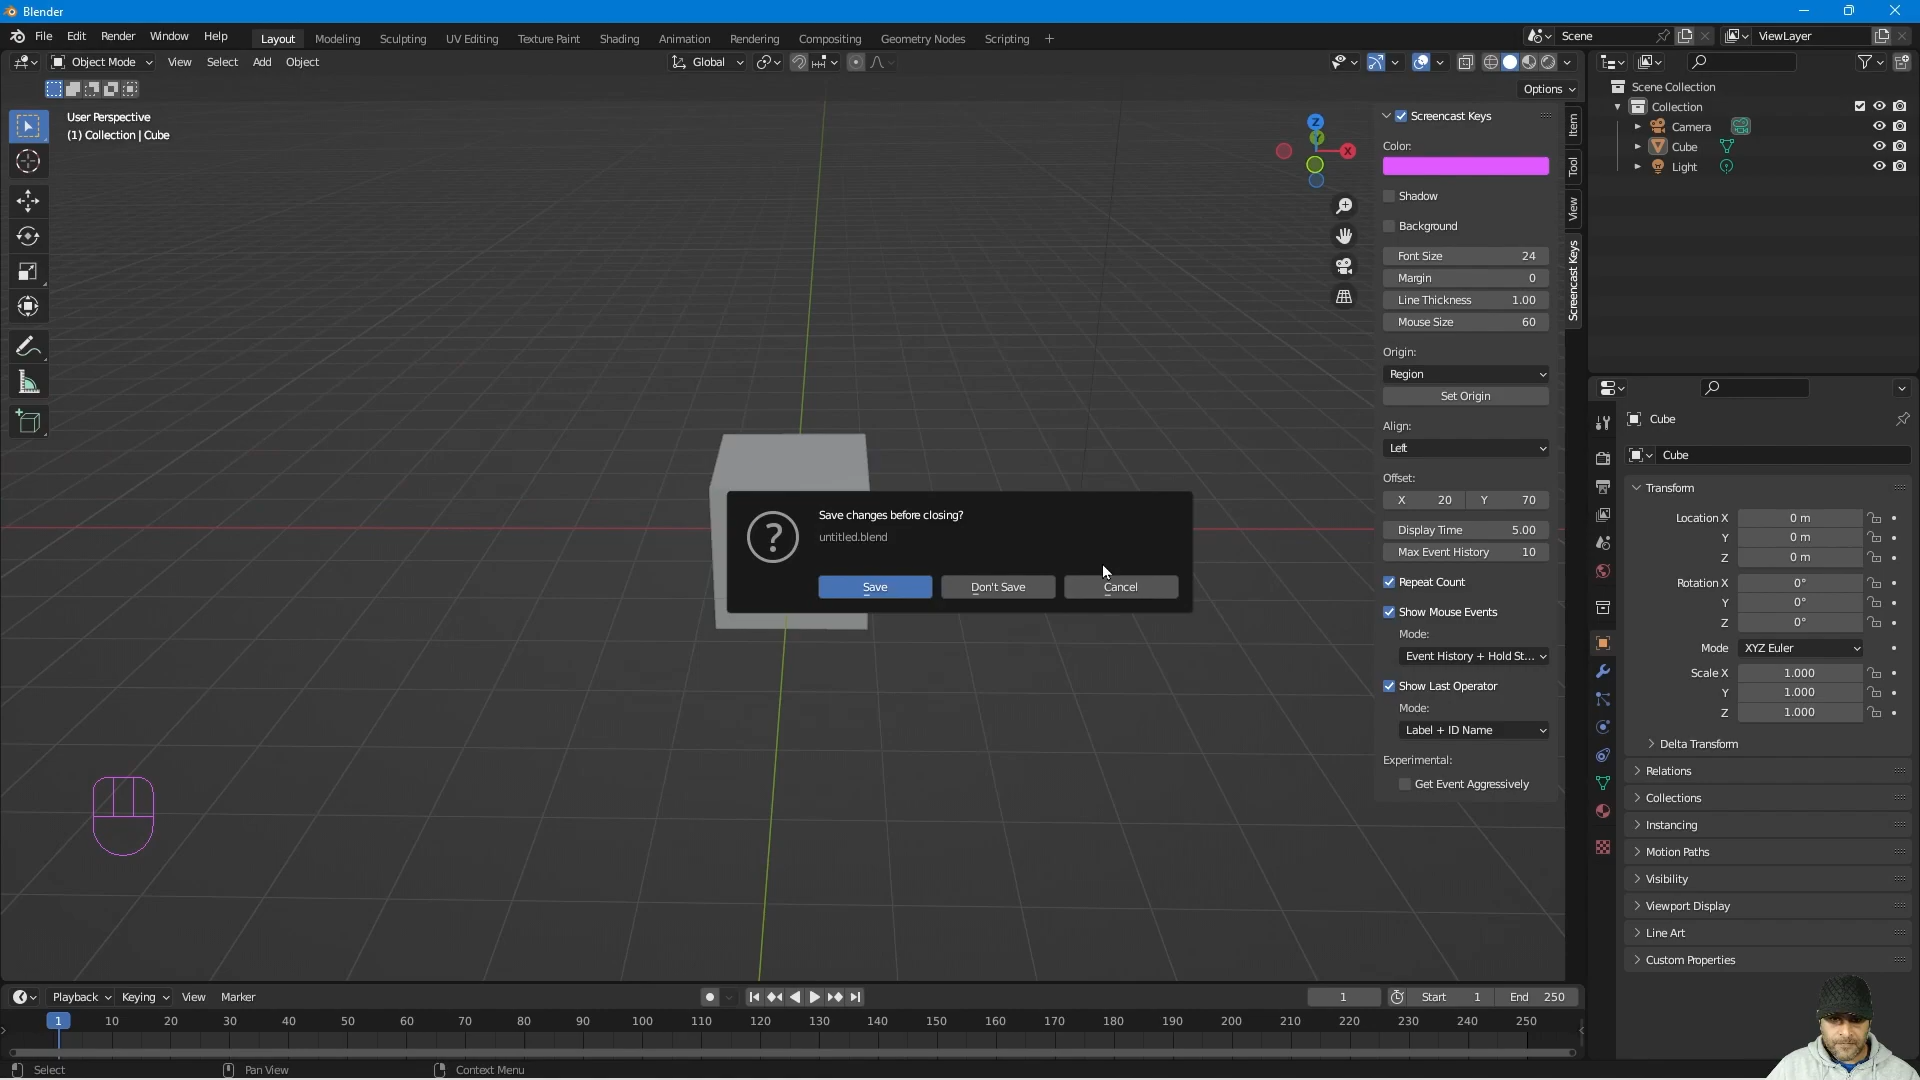 Blender
File Edit Render Window Help Layout Modeling Sculpting UV Editing Texture Paint Shading Animation Rendering Compositing Geometry Nodes Scripting + Scene ViewLayer
Object Mode View Select Add Object Global
Options
User Perspective
(1) Collection | Cube
Z
Y
X
Screencast Keys
Color:
Shadow
Background
Font Size 24
Margin 0
Line Thickness 1.00
Mouse Size 60
Origin:
Region
Set Origin
Align:
Left
Offset:
X 20 Y 70
Display Time 5.00
Max Event History 10
Repeat Count
Show Mouse Events
Mode:
Event History + Hold St...
Show Last Operator
Mode:
Label + ID Name
Experimental:
Get Event Aggressively
Item
Tool
View
Screencast Keys
Save changes before closing?
untitled.blend
Save Don't Save Cancel
Scene Collection
Collection
Camera
Cube
Light
Cube
Cube
Transform
Location X 0 m
Y 0 m
Z 0 m
Rotation X 0°
Y 0°
Z 0°
Mode XYZ Euler
Scale X 1.000
Y 1.000
Z 1.000
Delta Transform
Relations
Collections
Instancing
Motion Paths
Visibility
Viewport Display
Line Art
Custom Properties
Playback Keying View Marker 1 Start 1 End 250
1 10 20 30 40 50 60 70 80 90 100 110 120 130 140 150 160 170 180 190 200 210 220 230 240 250
Select Pan View Context Menu